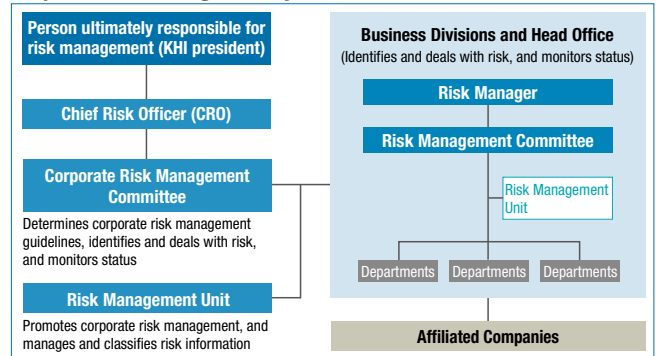 Person ultimately responsible for
risk management (KHI president)
Chief Risk Officer (CRO)
Corporate Risk Management
Committee
Determines corporate risk management
guidelines, identifies and deals with risk,
and monitors status
Risk Management Unit
Promotes corporate risk management, and
manages and classifies risk information
Business Divisions and Head Office
(Identifies and deals with risk, and monitors status)
Risk Manager
Risk Management Committee
Risk Management
Unit
Departments
Departments
Departments
Affiliated Companies